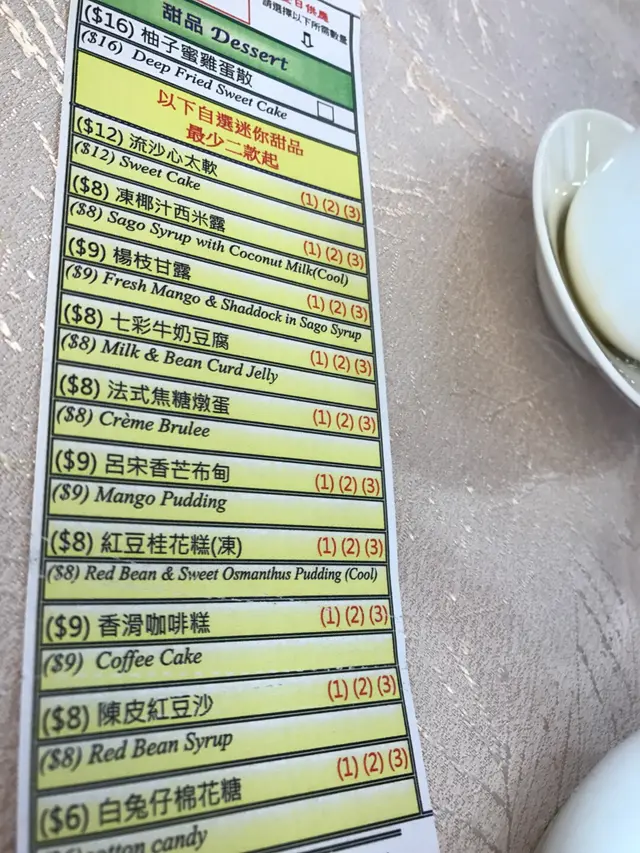 日供應
請選擇以下所需數量
甜品 Dessert
($16) 柚子蜜雞蛋散
($16) Deep Fried Sweet Cake
以下自選迷你甜品
最少二款起
($12) 流沙心太軟 (1) (2) (3)
($12) Sweet Cake
($8) 凍椰汁西米露 (1) (2) (3)
($8) Sago Syrup with Coconut Milk(Cool)
($9) 楊枝甘露 (1) (2) (3)
($9) Fresh Mango & Shaddock in Sago Syrup
($8) 七彩牛奶豆腐 (1) (2) (3)
($8) Milk & Bean Curd Jelly
($8) 法式焦糖燉蛋 (1) (2) (3)
($8) Crème Brulee
($9) 呂宋香芒布甸 (1) (2) (3)
($9) Mango Pudding
($8) 紅豆桂花糕(凍) (1) (2) (3)
($8) Red Bean & Sweet Osmanthus Pudding (Cool)
($9) 香滑咖啡糕 (1) (2) (3)
($9) Coffee Cake
($8) 陳皮紅豆沙 (1) (2) (3)
($8) Red Bean Syrup
($6) 白兔仔棉花糖 (1) (2) (3)
cotton candy